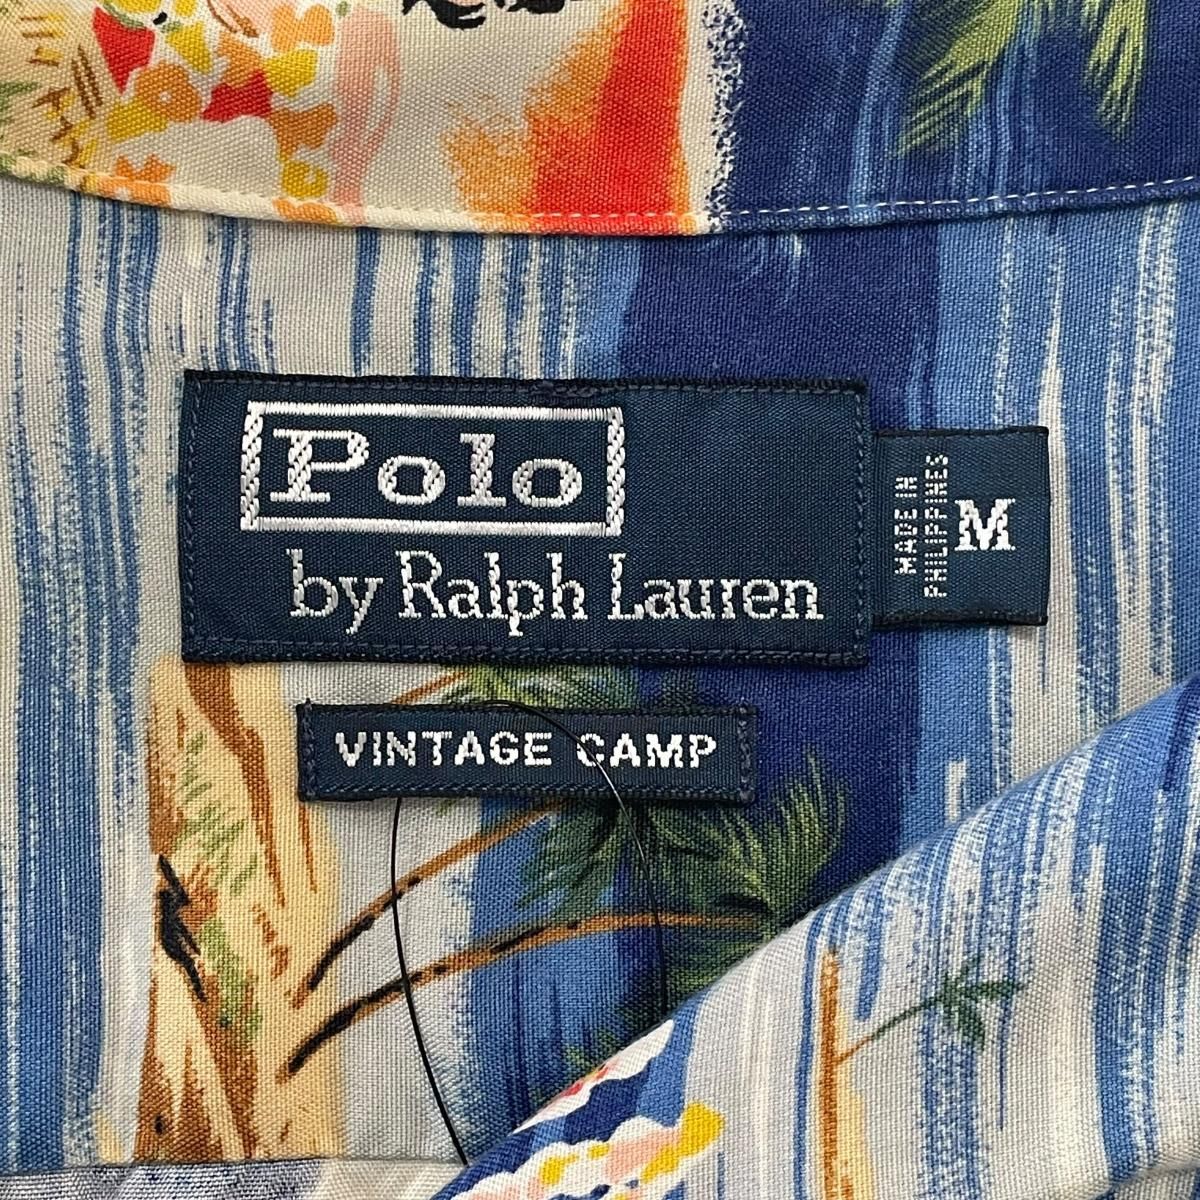 Polo
by Ralph Lauren
MADE IN
PHILIPPINES
M
VINTAGE CAMP